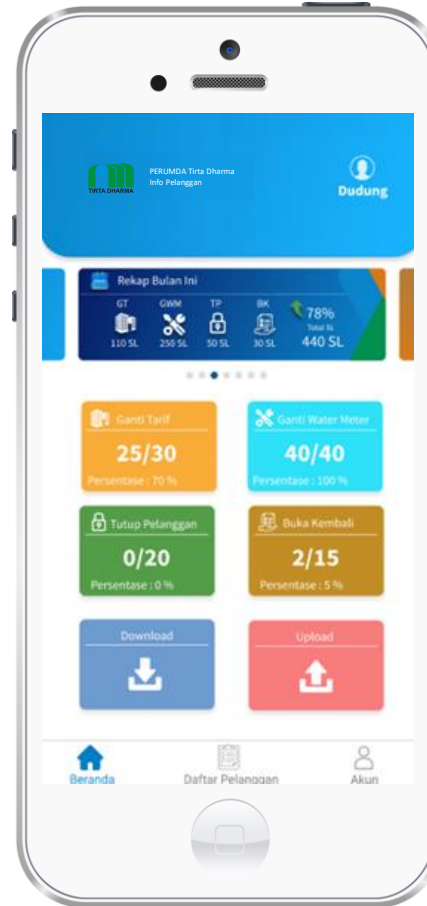 PERUMDA Tirta Dharma
Info Pelanggan
TIRTA DHARMA
Dudung
Rekap Bulan Ini
GT GWM TP BK
78%
Total SL
110 SL 250 SL 50 SL 30 SL 440 SL
Ganti Tarif
25/30
Persentase : 70 %
Ganti Water Meter
40/40
Persentase : 100 %
Tutup Pelanggan
0/20
Persentase : 0 %
Buka Kembali
2/15
Persentase : 5 %
Download
Upload
Beranda
Daftar Pelanggan
Akun